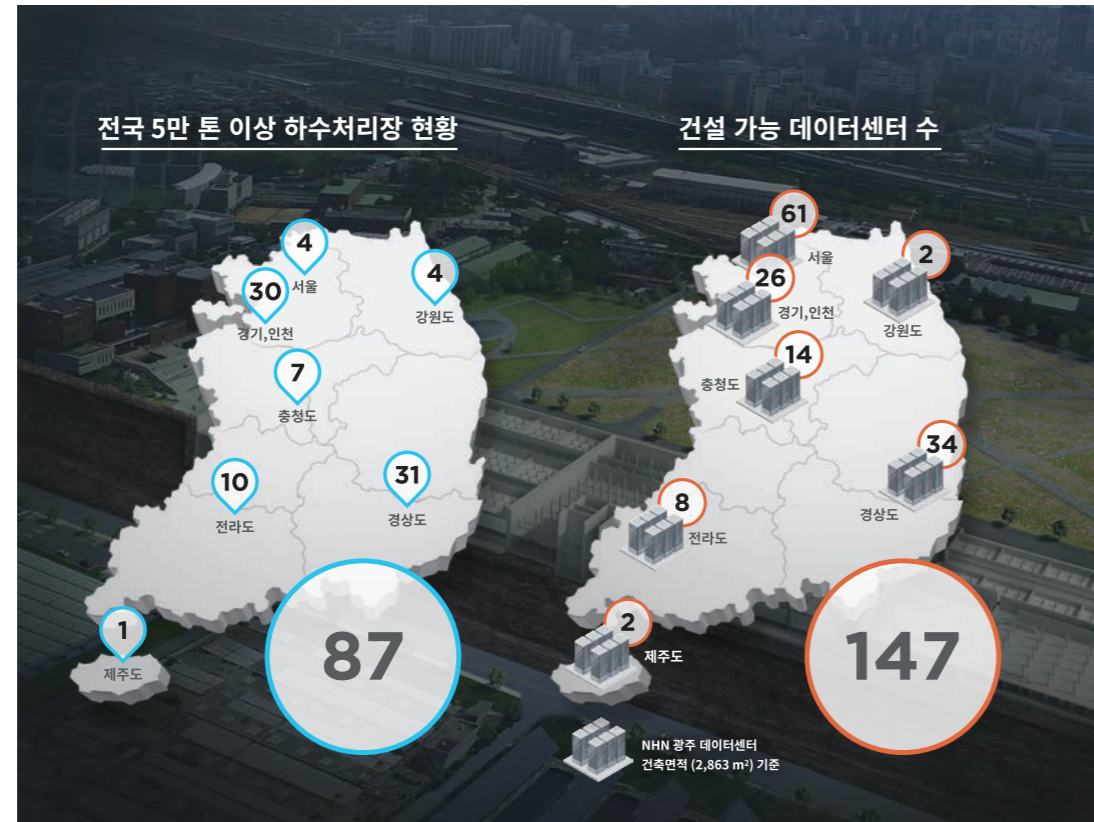 전국 5만 톤 이상 하수처리장 현황
4
서울
30
경기,인천
4
강원도
7
충청도
10
전라도
31
경상도
1
제주도
87
건설 가능 데이터센터 수
61
서울
26
경기,인천
2
강원도
14
충청도
34
경상도
8
전라도
2
제주도
147
NHN 광주 데이터센터
건축면적 (2,863 m²) 기준